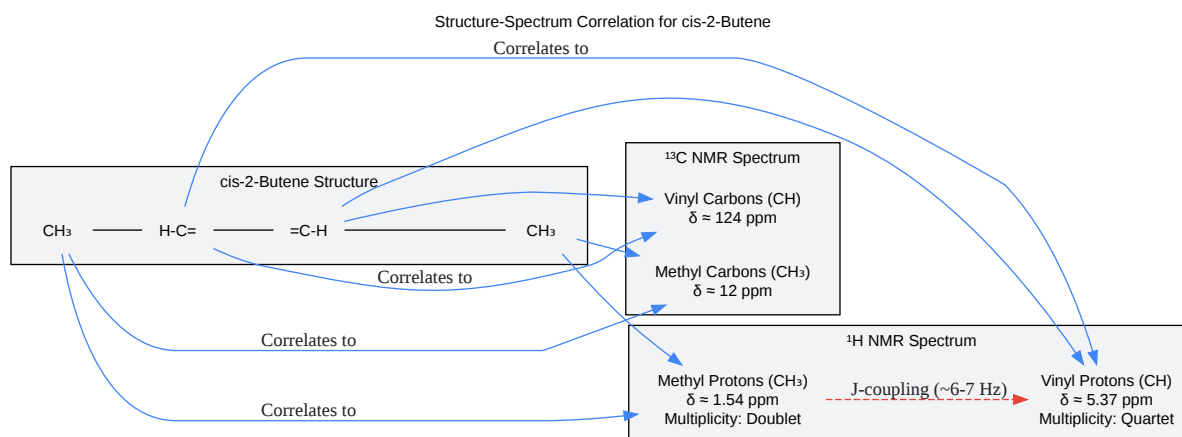 Structure-Spectrum Correlation for cis-2-Butene
Correlates to
¹³C NMR Spectrum
cis-2-Butene Structure
Vinyl Carbons (CH)
δ ≈ 124 ppm
CH₃ H-C= =C-H CH₃
Correlates to
Methyl Carbons (CH₃)
δ ≈ 12 ppm
Correlates to
¹H NMR Spectrum
Methyl Protons (CH₃)
δ ≈ 1.54 ppm
Multiplicity: Doublet
J-coupling (~6-7 Hz)
Vinyl Protons (CH)
δ ≈ 5.37 ppm
Multiplicity: Quartet
Correlates to